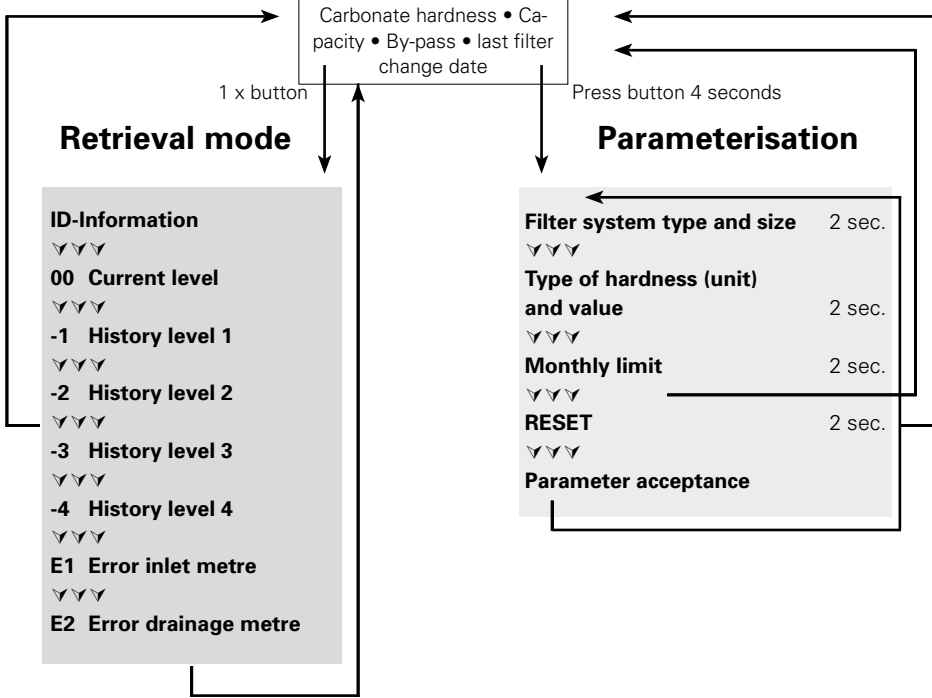 Carbonate hardness • Ca-
pacity • By-pass • last filter
change date
1 x button
Press button 4 seconds
Retrieval mode
Parameterisation
ID-Information
00 Current level
-1 History level 1
-2 History level 2
-3 History level 3
-4 History level 4
E1 Error inlet metre
E2 Error drainage metre
Filter system type and size 2 sec.
Type of hardness (unit)
and value 2 sec.
Monthly limit 2 sec.
RESET 2 sec.
Parameter acceptance